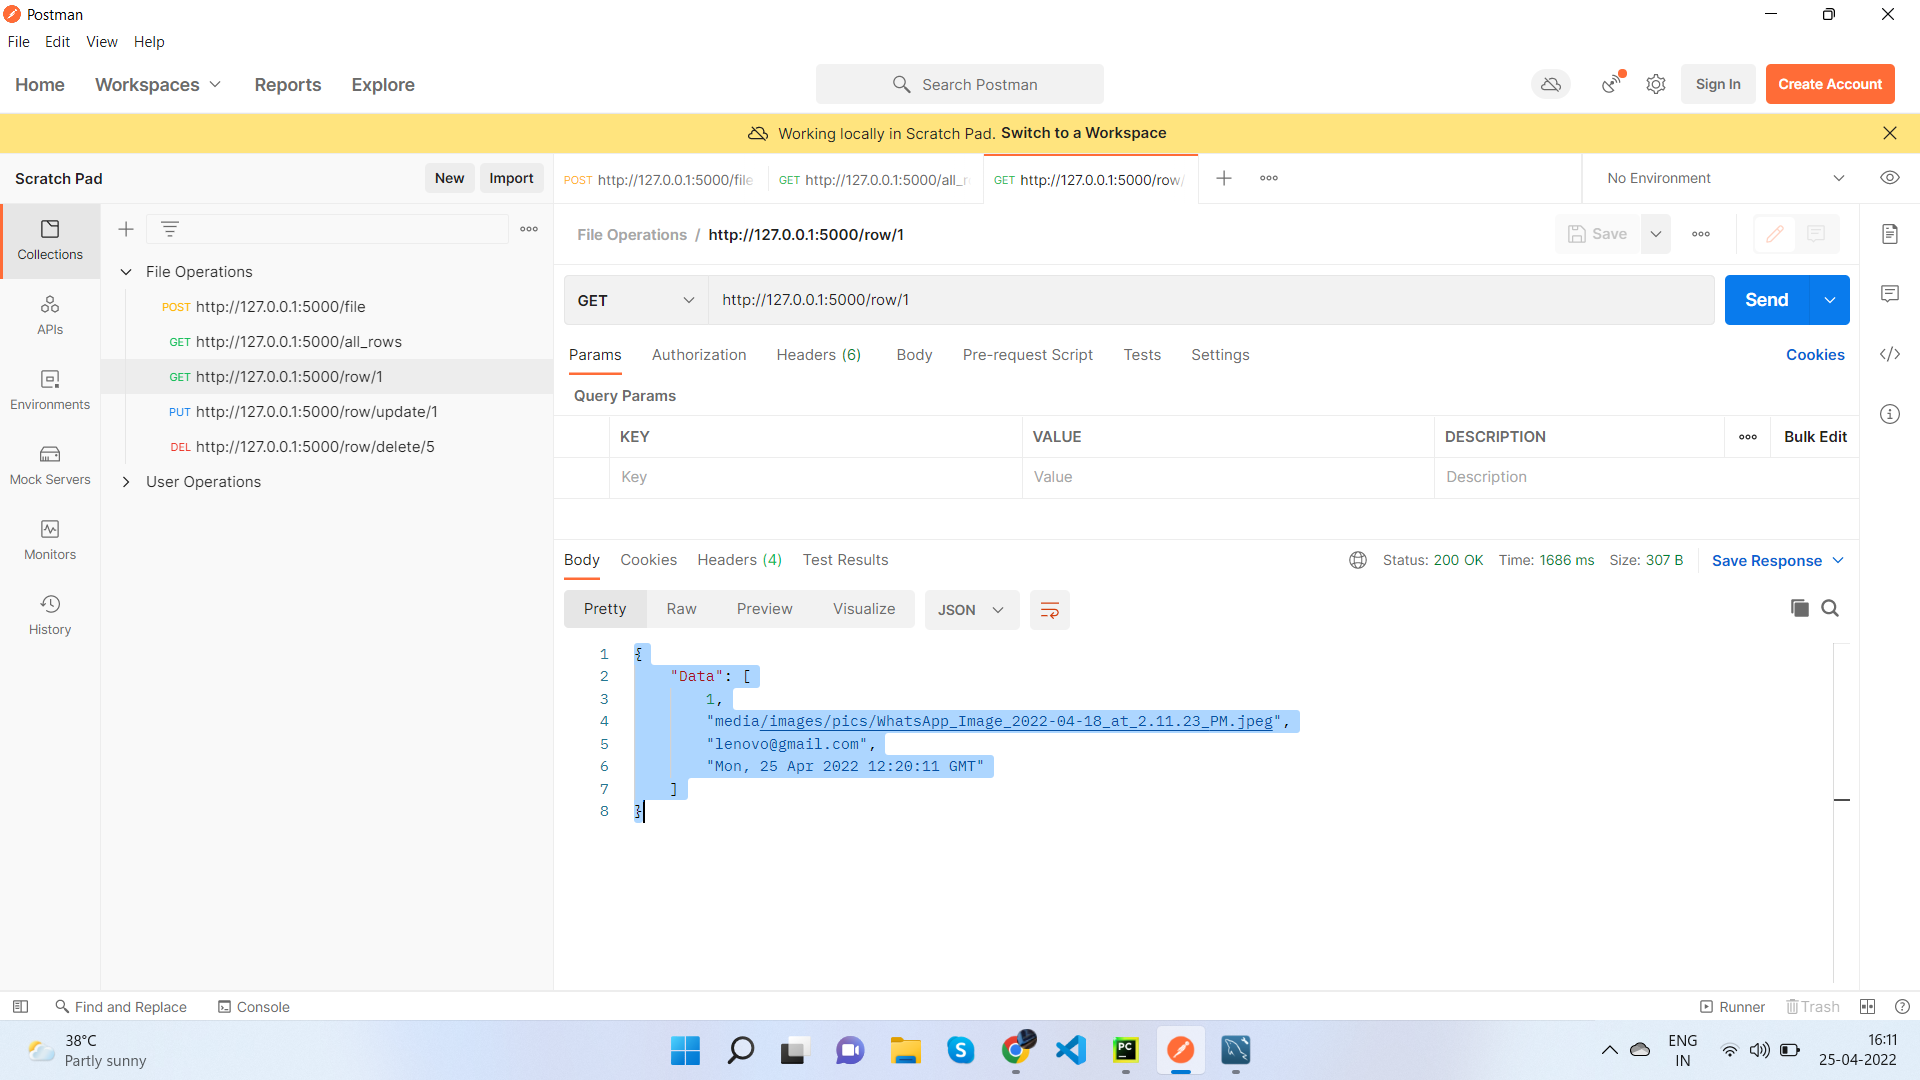 Postman
File Edit View Help
Home Workspaces Reports Explore
Search Postman
Sign In Create Account
Working locally in Scratch Pad. Switch to a Workspace
Scratch Pad
New Import
POST http://127.0.0.1:5000/file
GET http://127.0.0.1:5000/all_r
GET http://127.0.0.1:5000/row/
No Environment
Collections
APIs
Environments
Mock Servers
Monitors
History
File Operations
POST http://127.0.0.1:5000/file
GET http://127.0.0.1:5000/all_rows
GET http://127.0.0.1:5000/row/1
PUT http://127.0.0.1:5000/row/update/1
DEL http://127.0.0.1:5000/row/delete/5
User Operations
File Operations / http://127.0.0.1:5000/row/1
Save
GET http://127.0.0.1:5000/row/1
Send
Params Authorization Headers (6) Body Pre-request Script Tests Settings
Cookies
Query Params
KEY VALUE DESCRIPTION
Bulk Edit
Key Value Description
Body Cookies Headers (4) Test Results
Status: 200 OK Time: 1686 ms Size: 307 B
Save Response
Pretty Raw Preview Visualize JSON
1 {
2 "Data": [
3 1,
4 "media/images/pics/WhatsApp_Image_2022-04-18_at_2.11.23_PM.jpeg",
5 "lenovo@gmail.com",
6 "Mon, 25 Apr 2022 12:20:11 GMT"
7 ]
8 }
Find and Replace Console
Runner Trash
38°C
Partly sunny
PC
ENG
IN
16:11
25-04-2022